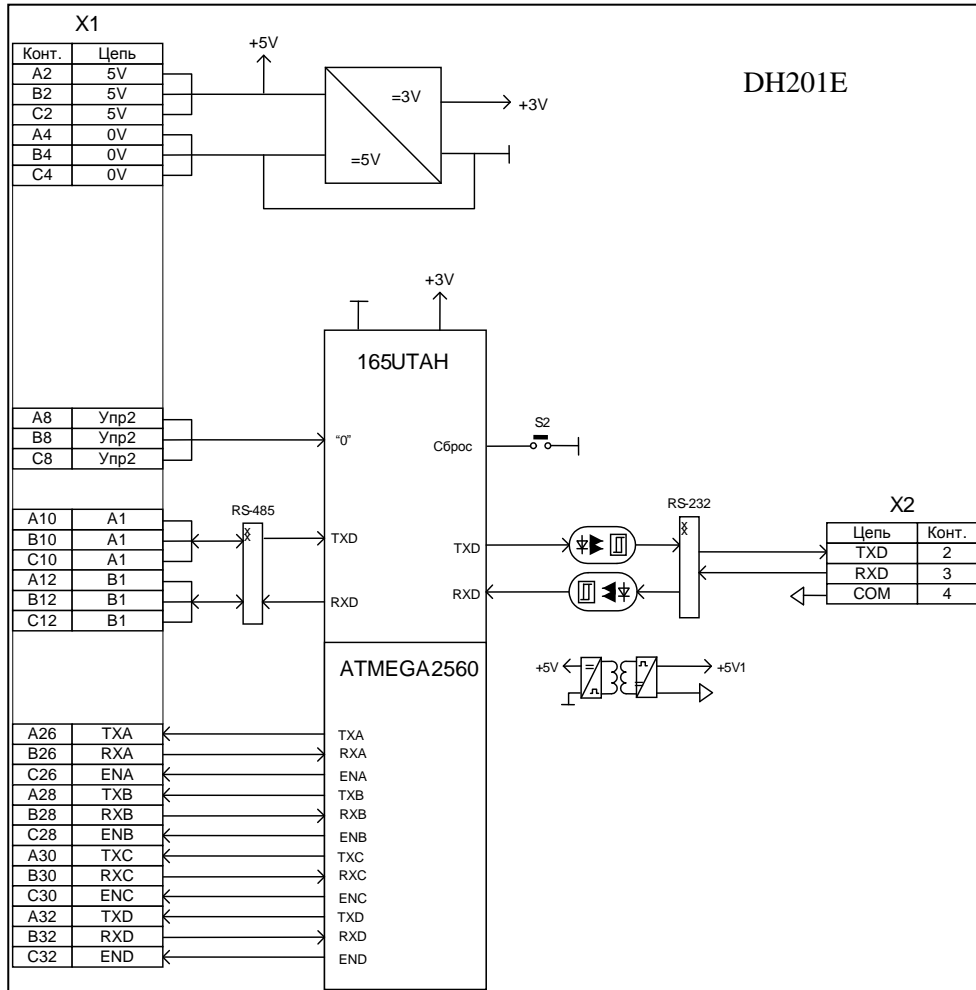 X1
DH201E
Конт. Цепь
A2 5V
B2 5V
C2 5V
A4 0V
B4 0V
C4 0V
+5V
=3V
=5V
+3V
+3V
165UTAH
A8 Упр2
B8 Упр2
C8 Упр2
“0”
Сброс
S2
A10 A1
B10 A1
C10 A1
A12 B1
B12 B1
C12 B1
RS-485
TXD
RXD
TXD
RXD
RS-232
X2
Цепь Конт.
TXD 2
RXD 3
COM 4
ATMEGA2560
+5V
+5V1
A26 TXA
B26 RXA
C26 ENA
A28 TXB
B28 RXB
C28 ENB
A30 TXC
B30 RXC
C30 ENC
A32 TXD
B32 RXD
C32 END
TXA
RXA
ENA
TXB
RXB
ENB
TXC
RXC
ENC
TXD
RXD
END